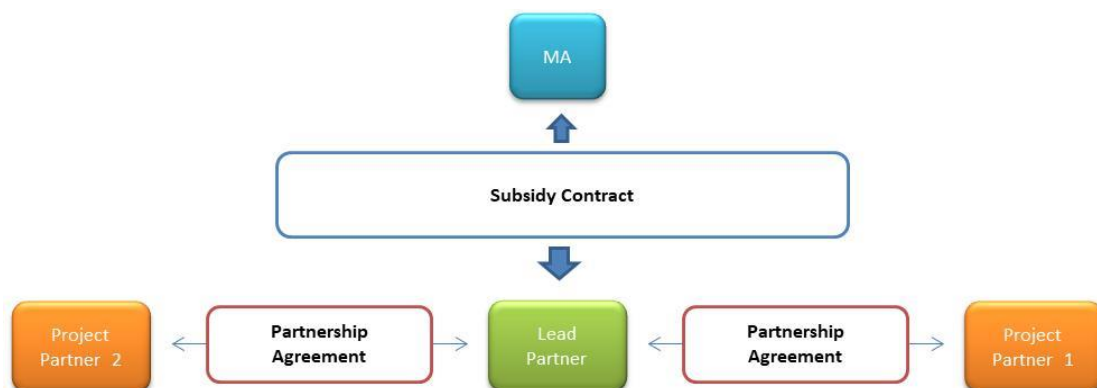 MA
Subsidy Contract
Project
Partner 2
Partnership
Agreement
Lead
Partner
Partnership
Agreement
Project
Partner 1